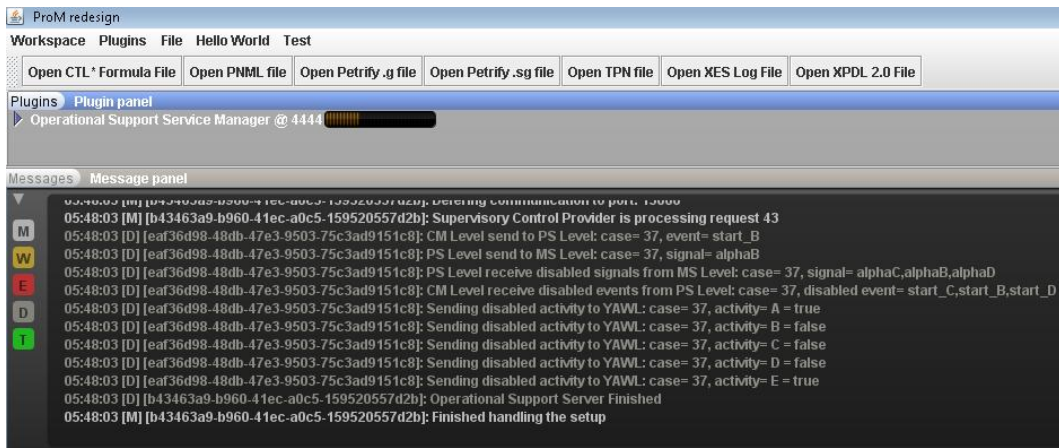 ProM redesign
Workspace Plugins File Hello World Test
Open CTL* Formula File Open PNML file Open Petrify .g file Open Petrify .sg file Open TPN file Open XES Log File Open XPDL 2.0 File
Plugins Plugin panel
Operational Support Service Manager @ 4444
Messages Message panel
05:48:03 [M] [b43463a9-b960-41ec-a0c5-159520557d2b]: Defering communication to port: 15000
M
05:48:03 [M] [b43463a9-b960-41ec-a0c5-159520557d2b]: Supervisory Control Provider is processing request 43
05:48:03 [D] [eaf36d98-48db-47e3-9503-75c3ad9151c8]: CM Level send to PS Level: case= 37, event= start_B
W
05:48:03 [D] [eaf36d98-48db-47e3-9503-75c3ad9151c8]: PS Level send to MS Level: case= 37, signal= alphaB
05:48:03 [D] [eaf36d98-48db-47e3-9503-75c3ad9151c8]: PS Level receive disabled signals from MS Level: case= 37, signal= alphaC,alphaB,alphaD
E
05:48:03 [D] [eaf36d98-48db-47e3-9503-75c3ad9151c8]: CM Level receive disabled events from PS Level: case= 37, disabled event= start_C,start_B,start_D
D
05:48:03 [D] [eaf36d98-48db-47e3-9503-75c3ad9151c8]: Sending disabled activity to YAWL: case= 37, activity= A = true
05:48:03 [D] [eaf36d98-48db-47e3-9503-75c3ad9151c8]: Sending disabled activity to YAWL: case= 37, activity= B = false
T
05:48:03 [D] [eaf36d98-48db-47e3-9503-75c3ad9151c8]: Sending disabled activity to YAWL: case= 37, activity= C = false
05:48:03 [D] [eaf36d98-48db-47e3-9503-75c3ad9151c8]: Sending disabled activity to YAWL: case= 37, activity= D = false
05:48:03 [D] [eaf36d98-48db-47e3-9503-75c3ad9151c8]: Sending disabled activity to YAWL: case= 37, activity= E = true
05:48:03 [D] [b43463a9-b960-41ec-a0c5-159520557d2b]: Operational Support Server Finished
05:48:03 [M] [b43463a9-b960-41ec-a0c5-159520557d2b]: Finished handling the setup